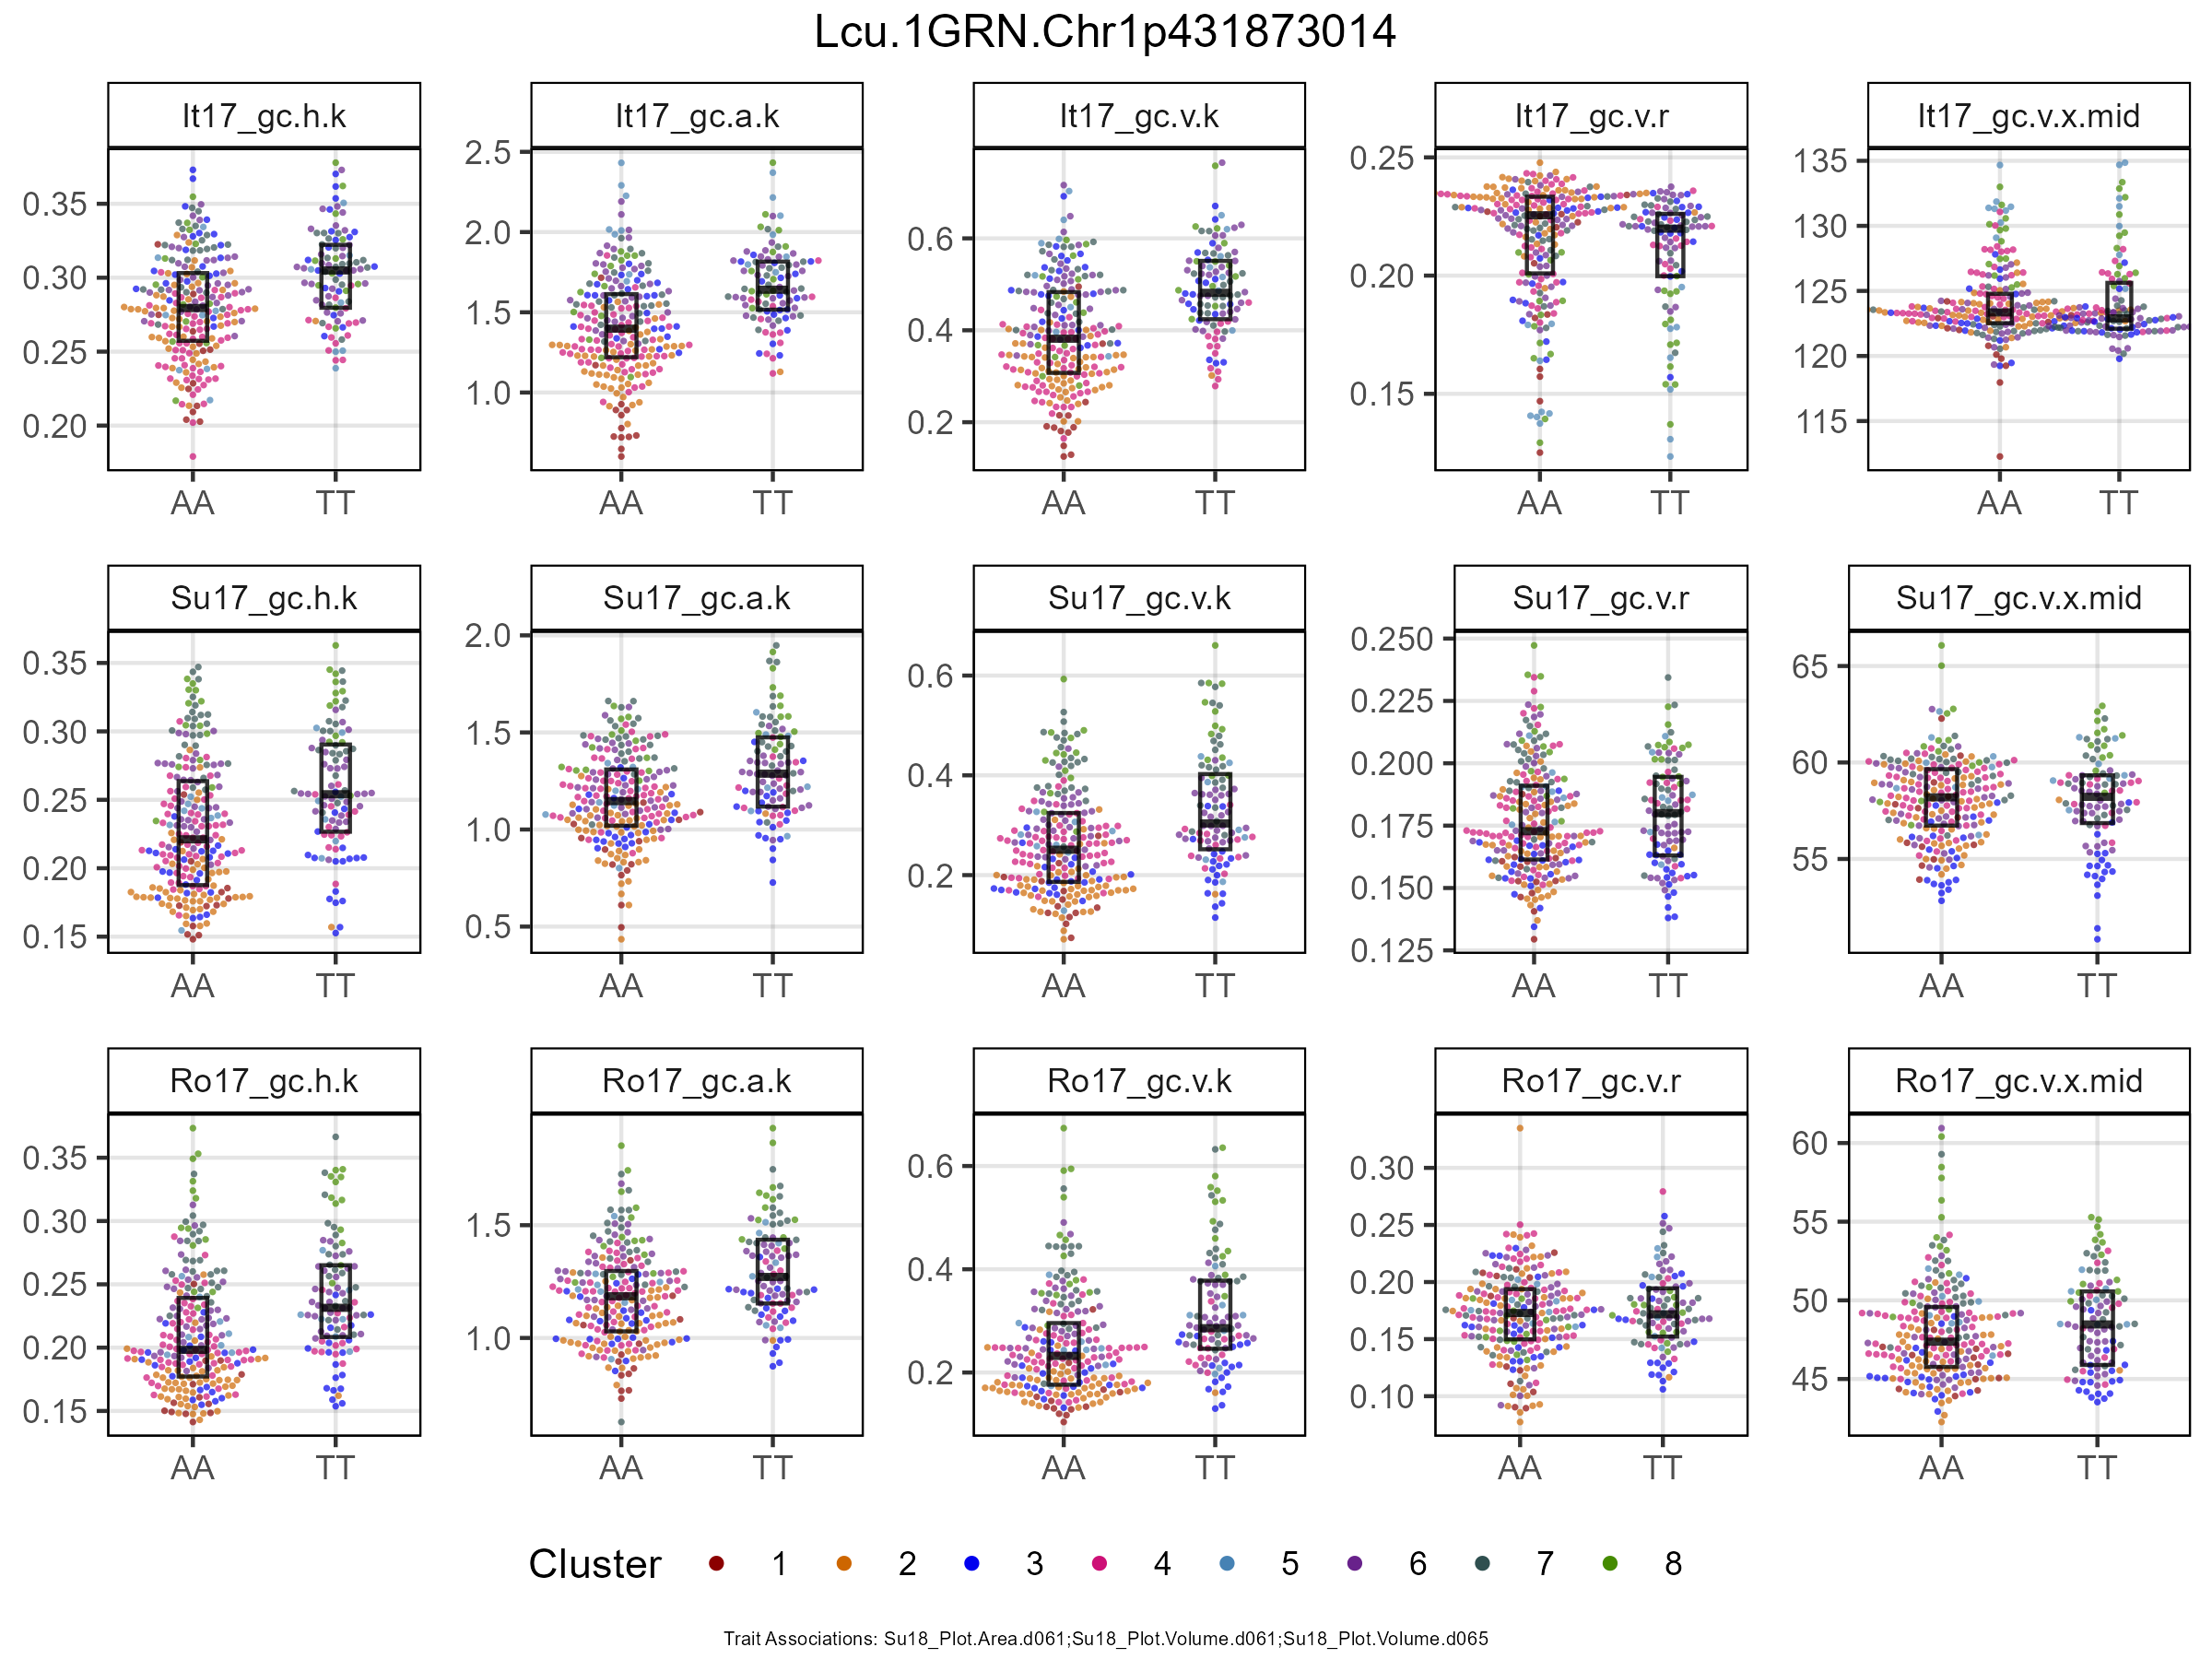 Lcu.1GRN.Chr1p431873014
It17_gc.h.k It17_gc.a.k It17_gc.v.k It17_gc.v.r It17_gc.v.x.mid
0.35 0.30 0.25 0.20
2.5 2.0 1.5 1.0
0.6 0.4 0.2
0.25 0.20 0.15
135 130 125 120 115
AA TT AA TT AA TT AA TT AA TT
Su17_gc.h.k Su17_gc.a.k Su17_gc.v.k Su17_gc.v.r Su17_gc.v.x.mid
0.35 0.30 0.25 0.20 0.15
2.0 1.5 1.0 0.5
0.6 0.4 0.2
0.250 0.225 0.200 0.175 0.150 0.125
65 60 55
AA TT AA TT AA TT AA TT AA TT
Ro17_gc.h.k Ro17_gc.a.k Ro17_gc.v.k Ro17_gc.v.r Ro17_gc.v.x.mid
0.35 0.30 0.25 0.20 0.15
1.5 1.0
0.6 0.4 0.2
0.30 0.25 0.20 0.15 0.10
60 55 50 45
AA TT AA TT AA TT AA TT AA TT
Cluster 1 2 3 4 5 6 7 8
Trait Associations: Su18_Plot.Area.d061;Su18_Plot.Volume.d061;Su18_Plot.Volume.d065